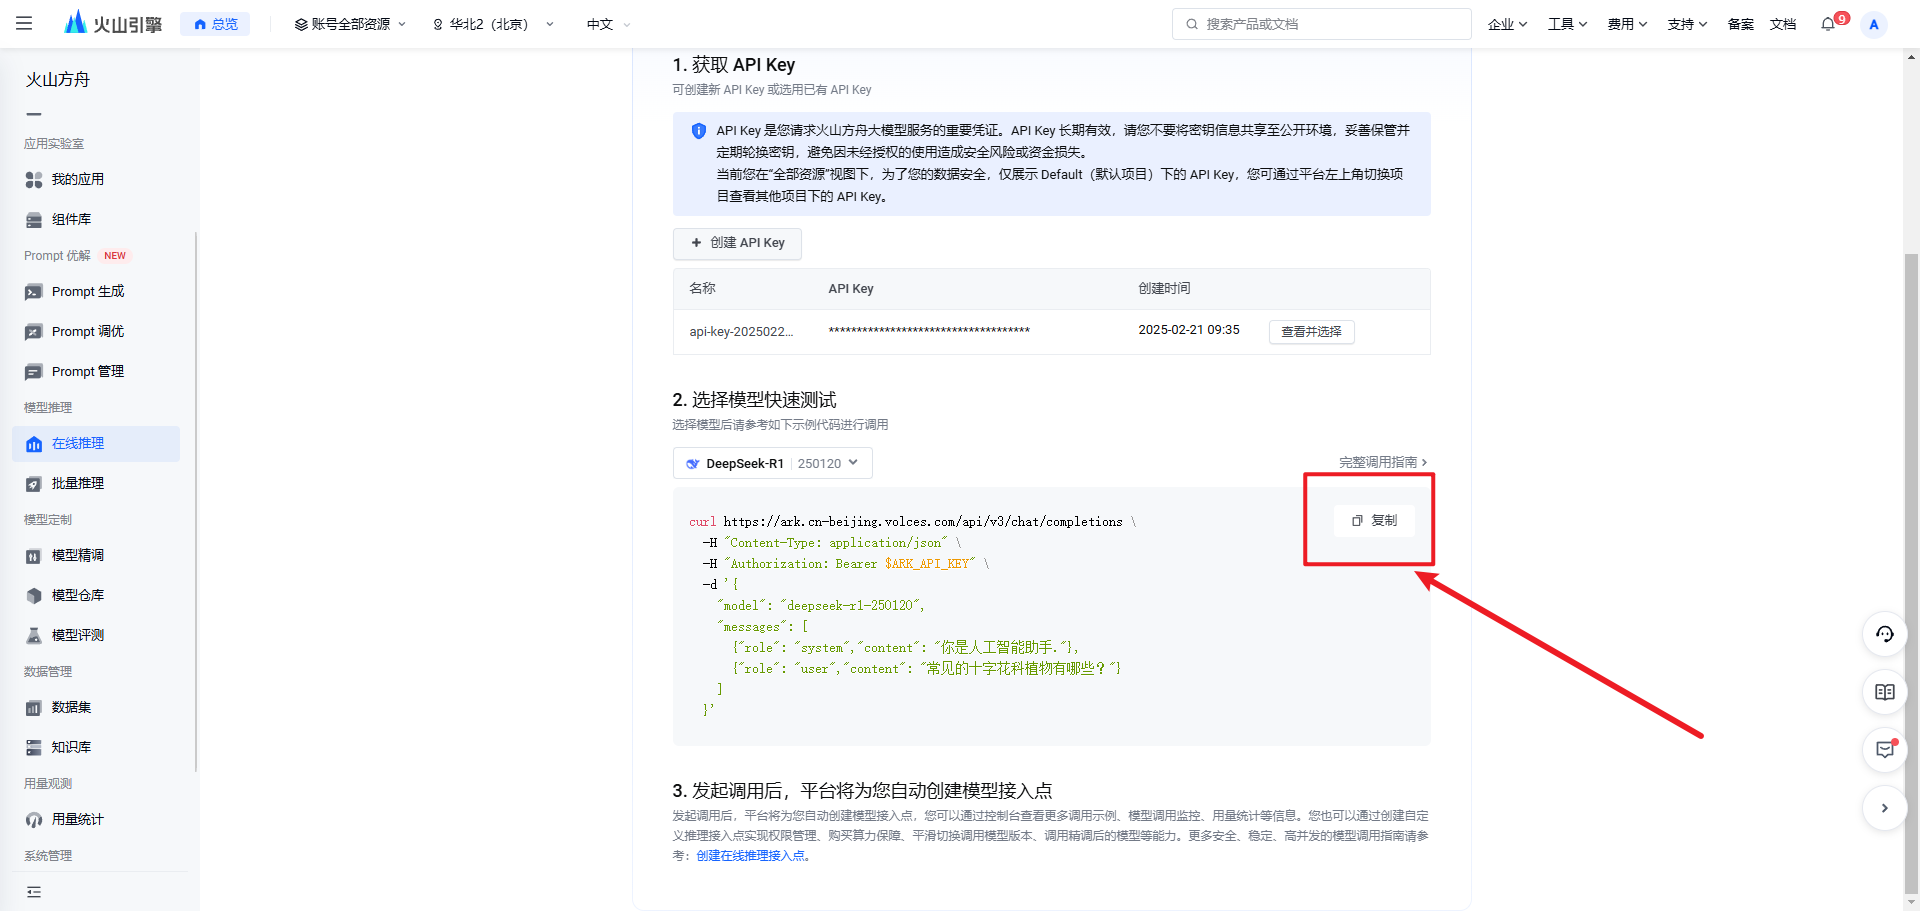 火山引擎
总览
账号全部资源
华北2（北京）
中文
搜索产品或文档
企业
工具
费用
支持
备案
文档
9
A
火山方舟
应用实验室
我的应用
组件库
Prompt 优解 NEW
Prompt 生成
Prompt 调优
Prompt 管理
模型推理
在线推理
批量推理
模型定制
模型精调
模型仓库
模型评测
数据管理
数据集
知识库
用量观测
用量统计
系统管理
1. 获取 API Key
可创建新 API Key 或选用已有 API Key
API Key 是您请求火山方舟大模型服务的重要凭证。API Key 长期有效，请您不要将密钥信息共享至公开环境，妥善保管并
定期轮换密钥，避免因未经授权的使用造成安全风险或资金损失。
当前您在“全部资源”视图下，为了您的数据安全，仅展示 Default（默认项目）下的 API Key，您可通过平台左上角切换项
目查看其他项目下的 API Key。
+ 创建 API Key
名称 API Key 创建时间
api-key-2025022... ************************************ 2025-02-21 09:35 查看并选择
2. 选择模型快速测试
选择模型后请参考如下示例代码进行调用
DeepSeek-R1 250120
完整调用指南
复制
curl https://ark.cn-beijing.volces.com/api/v3/chat/completions \
-H "Content-Type: application/json" \
-H "Authorization: Bearer $ARK_API_KEY" \
-d '{
"model": "deepseek-r1-250120",
"messages": [
{"role": "system","content": "你是人工智能助手."},
{"role": "user","content": "常见的十字花科植物有哪些？"}
]
}'
3. 发起调用后，平台将为您自动创建模型接入点
发起调用后，平台将为您自动创建模型接入点，您可以通过控制台查看更多调用示例、模型调用监控、用量统计等信息。您也可以通过创建自定
义推理接入点实现权限管理、购买算力保障、平滑切换调用模型版本、调用精调后的模型等能力。更多安全、稳定、高并发的模型调用指南请参
考：创建在线推理接入点。